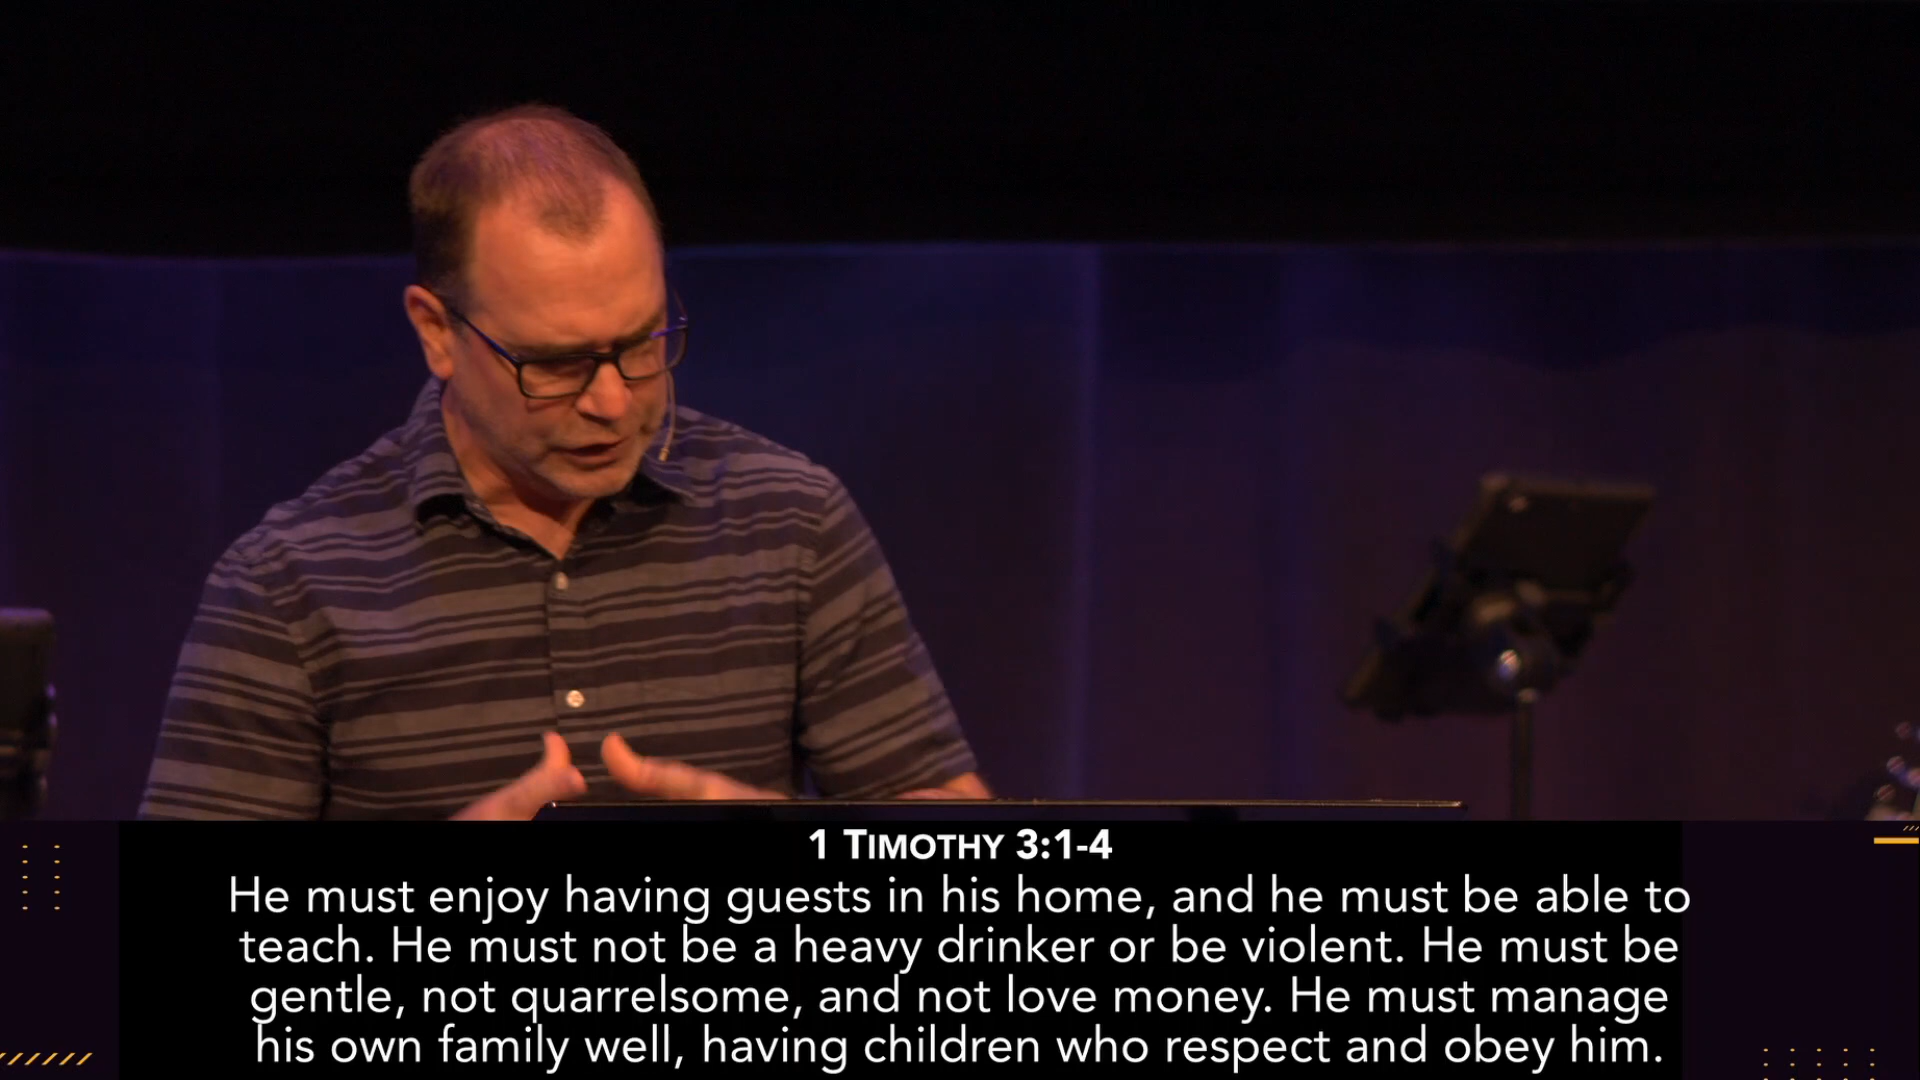 1 TIMOTHY 3:1-4
He must enjoy having guests in his home, and he must be able to
teach. He must not be a heavy drinker or be violent. He must be
gentle, not quarrelsome, and not love money. He must manage
his own family well, having children who respect and obey him.